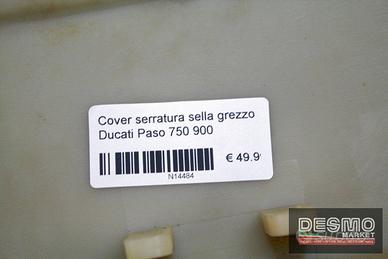 Cover serratura sella grezzo
Ducati Paso 750 900
€ 49.9
N14484
DESMO
MARKET